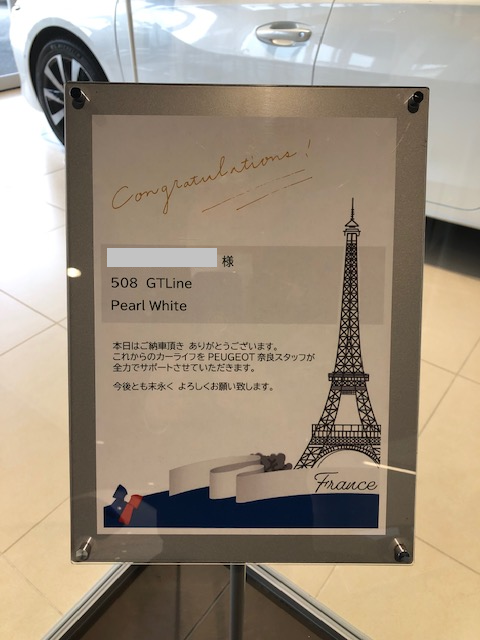 Congratulations!
様
508 GTLine
Pearl White
本日はご納車頂き ありがとうございます。
これからのカーライフを PEUGEOT 奈良スタッフが
全力でサポートさせていただきます。
今後とも末永く よろしくお願い致します。
France